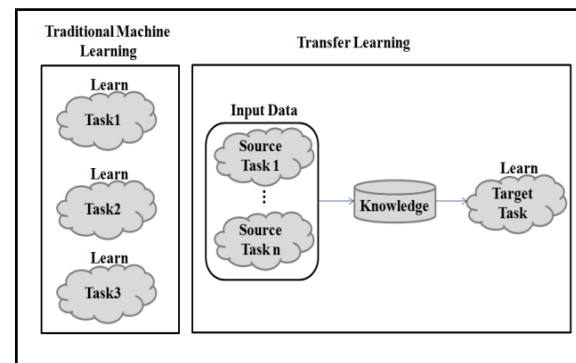 Traditional Machine
Learning
Learn
Task1
Learn
Task2
Learn
Task3
Transfer Learning
Input Data
Source
Task 1
Source
Task n
Knowledge
Learn
Target
Task